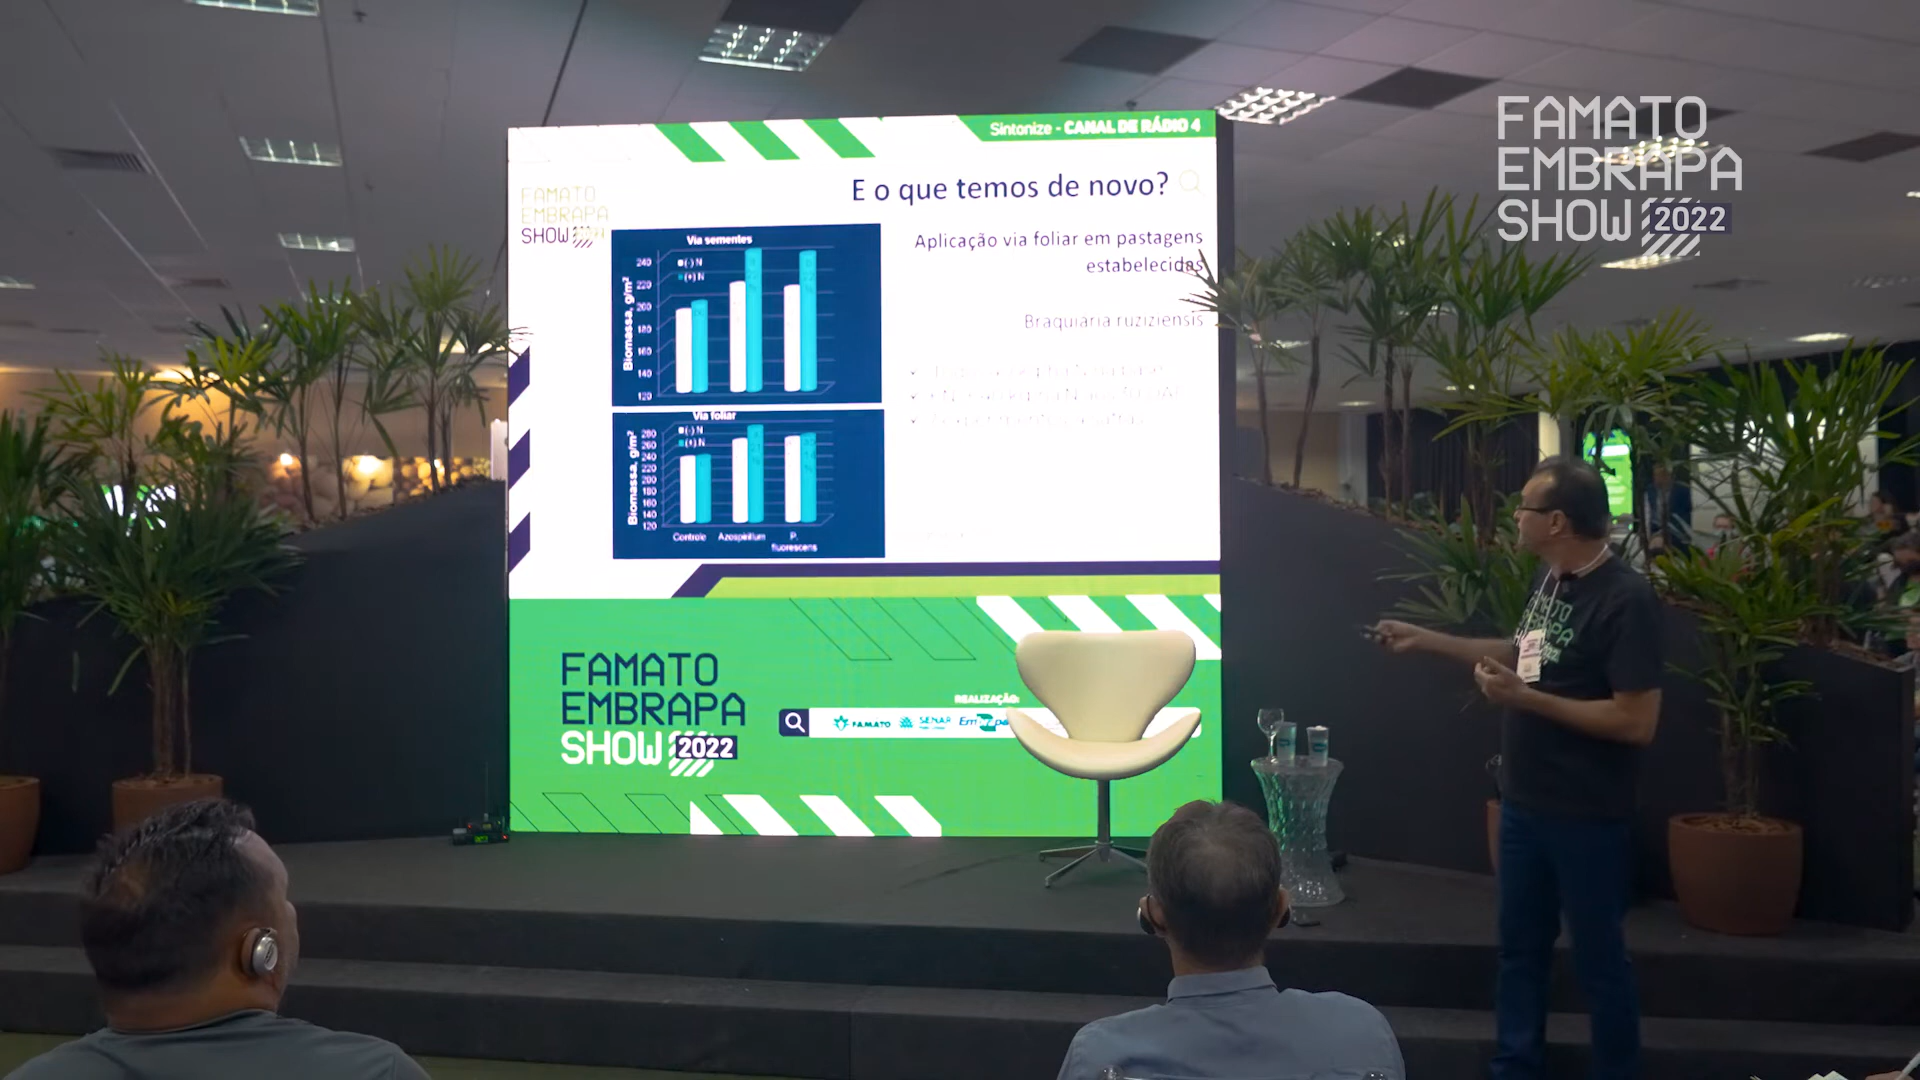 Sintonize - CANAL DE RÁDIO 4
FAMATO
EMBRAPA
SHOW 2022
FAMATO
EMBRAPA
SHOW
E o que temos de novo?
Aplicação via foliar em pastagens
estabelecidas
Braquiaria ruziziensis
Via sementes
(-) N
(+) N
Biomassa, g/m²
240
220
200
180
160
140
120
Via foliar
(-) N
(+) N
Biomassa, g/m²
280
260
240
220
200
180
160
140
120
Controle
Azospirillum
P.
fluorescens
FAMATO
EMBRAPA
SHOW 2022
REALIZAÇÃO:
FAMATO
SENAR